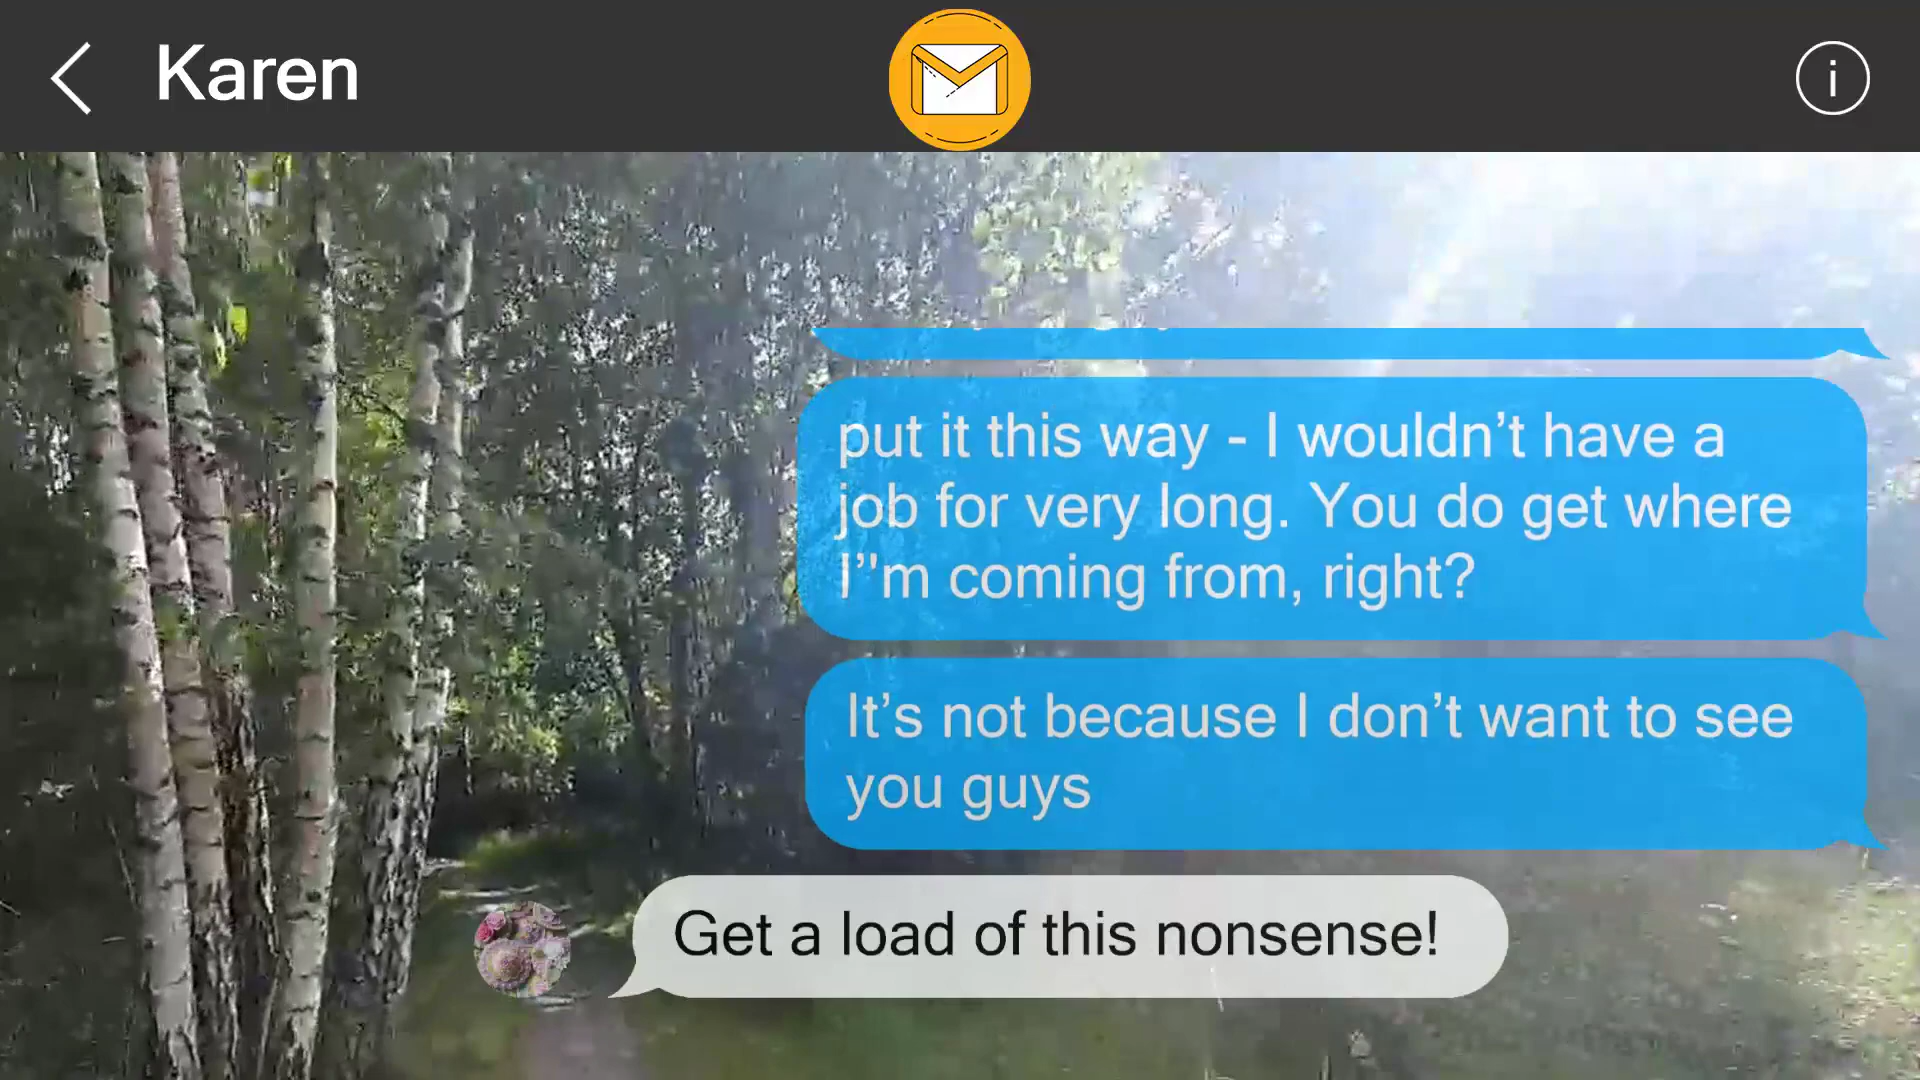 Karen
i
put it this way - I wouldn’t have a
job for very long. You do get where
I’'m coming from, right?
It’s not because I don’t want to see
you guys
Get a load of this nonsense!